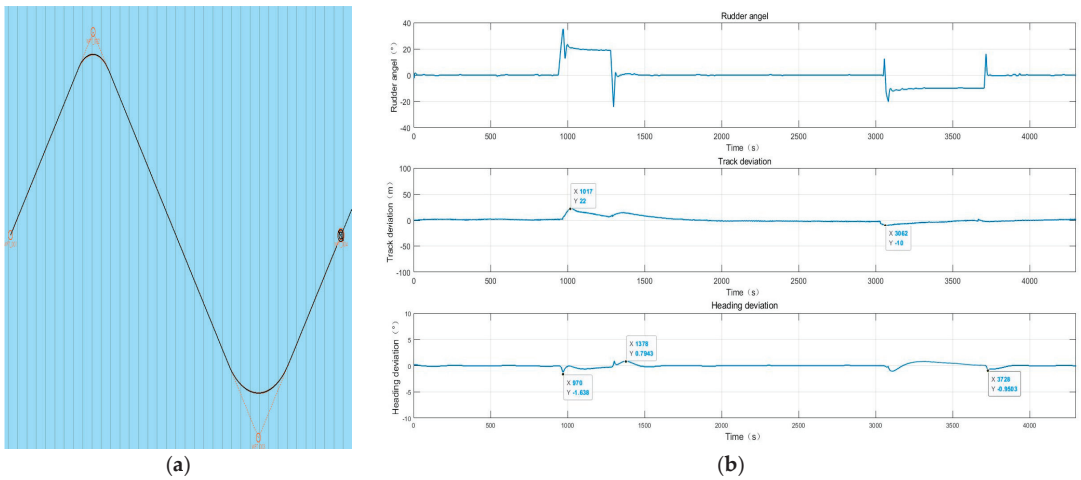 Rudder angel
Rudder angel（°）
40
20
0
-20
-40
0 500 1000 1500 2000 2500 3000 3500 4000
Time（s）
Track deviation
Track deriation（m）
100
50
0
-50
-100
X 1017
Y 22
X 3062
Y -10
0 500 1000 1500 2000 2500 3000 3500 4000
Time（s）
Heading deviation
Heading deviation（°）
10
5
0
-5
-10
X 970
Y -1.638
X 1378
Y 0.7943
X 3728
Y -0.9503
0 500 1000 1500 2000 2500 3000 3500 4000
Time（s）
(a) (b)